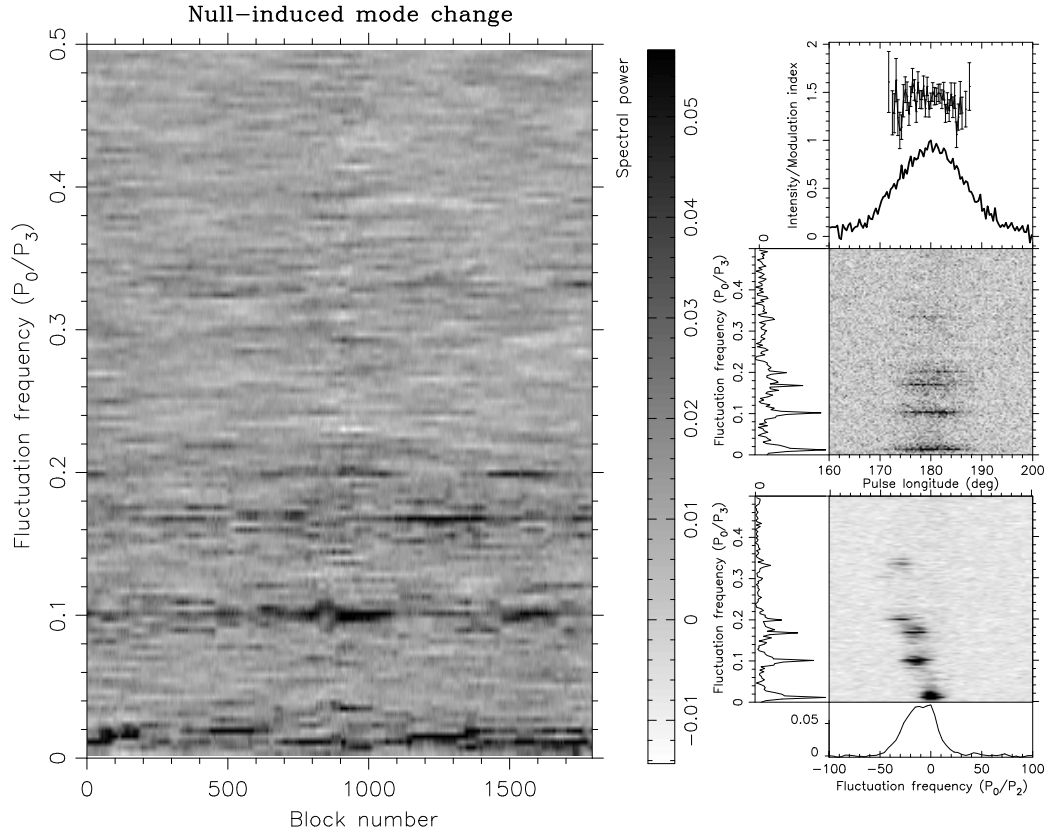 Null-induced mode change
Fluctuation frequency (P0/P3)
0.5
0.4
0.3
0.2
0.1
0
0 500 1000 1500
Block number
Spectral power
0.05
0.04
0.03
0.02
0.01
0
−0.01
Intensity/Modulation index
2
1.5
1
0.5
0
0
Fluctuation frequency (P0/P3)
0.4
0.3
0.2
0.1
0
160 170 180 190 200
Pulse longitude (deg)
0
Fluctuation frequency (P0/P3)
0.4
0.3
0.2
0.1
0
0.05
0
−100 −50 0 50 100
Fluctuation frequency (P0/P2)